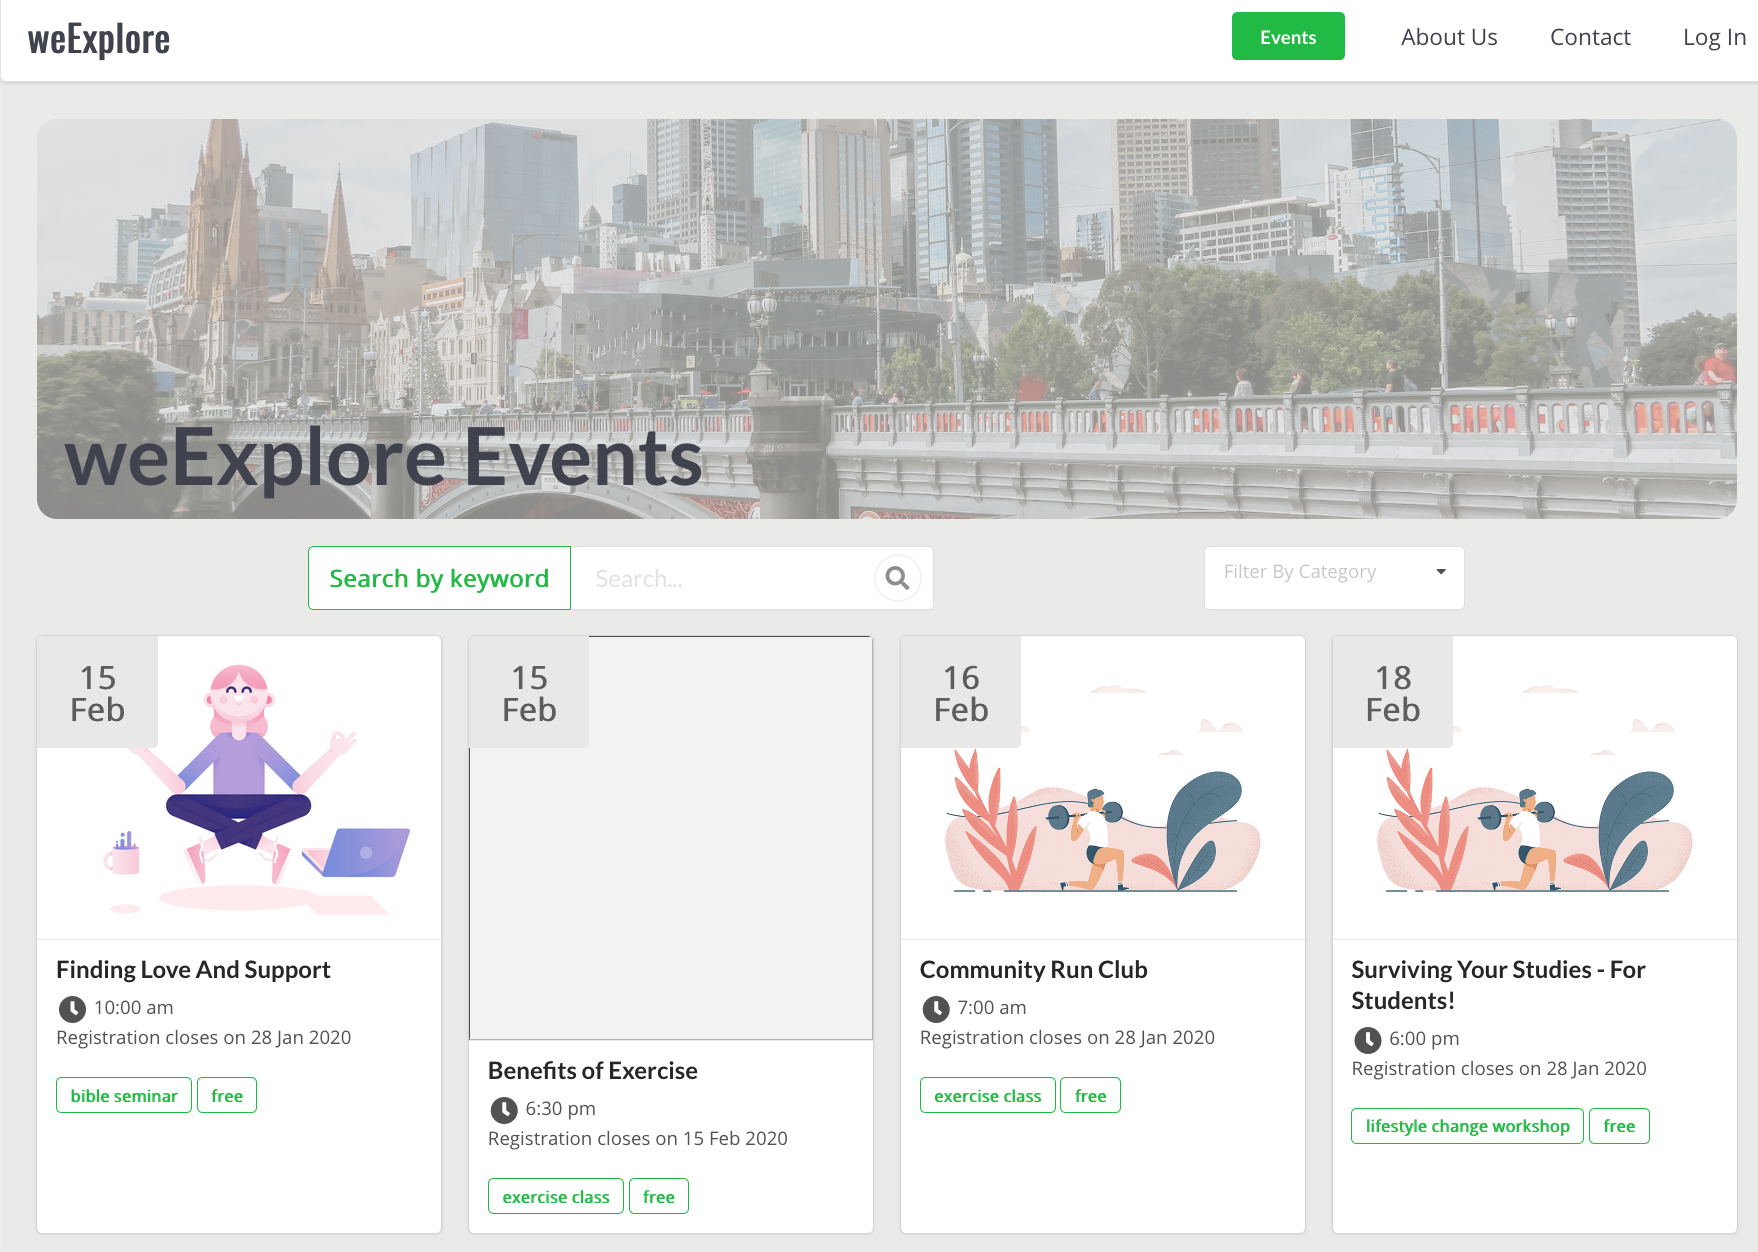 weExplore
Events
About Us
Contact
Log In
weExplore Events
Search by keyword
Search...
Filter By Category
15
Feb
Finding Love And Support
10:00 am
Registration closes on 28 Jan 2020
bible seminar
free
15
Feb
Benefits of Exercise
6:30 pm
Registration closes on 15 Feb 2020
exercise class
free
16
Feb
Community Run Club
7:00 am
Registration closes on 28 Jan 2020
exercise class
free
18
Feb
Surviving Your Studies - For
Students!
6:00 pm
Registration closes on 28 Jan 2020
lifestyle change workshop
free